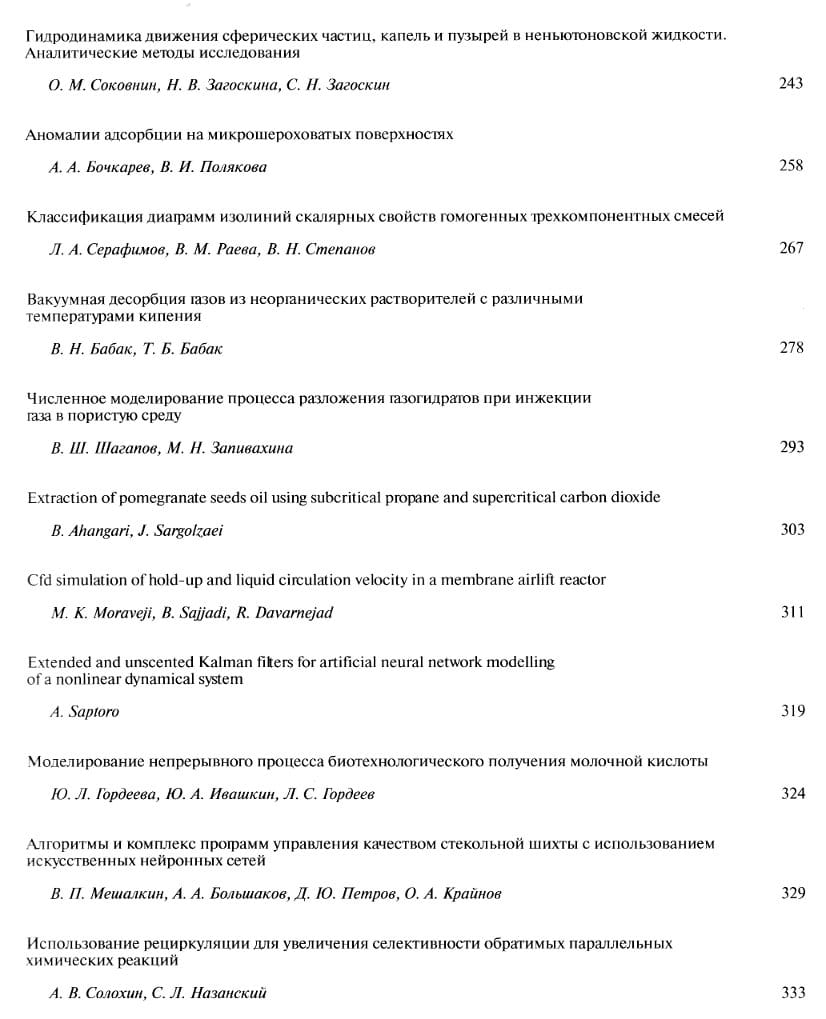 Гидродинамика движения сферических частиц, капель и пузырей в неньютоновской жидкости.
Аналитические методы исследования
О. М. Соковнин, Н. В. Загоскина, С. Н. Загоскин 243
Аномалии адсорбции на микрошероховатых поверхностях
А. А. Бочкарев, В. И. Полякова 258
Классификация диаграмм изолиний скалярных свойств гомогенных трехкомпонентных смесей
Л. А. Серафимов, В. М. Раева, В. Н. Степанов 267
Вакуумная десорбция газов из неорганических растворителей с различными
температурами кипения
В. Н. Бабак, Т. Б. Бабак 278
Численное моделирование процесса разложения газогидратов при инжекции
газа в пористую среду
В. Ш. Шагапов, М. Н. Запивахина 293
Extraction of pomegranate seeds oil using subcritical propane and supercritical carbon dioxide
B. Ahangari, J. Sargolzaei 303
Cfd simulation of hold-up and liquid circulation velocity in a membrane airlift reactor
M. K. Moraveji, B. Sajjadi, R. Davarnejad 311
Extended and unscented Kalman filters for artificial neural network modelling
of a nonlinear dynamical system
A. Saptoro 319
Моделирование непрерывного процесса биотехнологического получения молочной кислоты
Ю. Л. Гордеева, Ю. А. Ивашкин, Л. С. Гордеев 324
Алгоритмы и комплекс программ управления качеством стекольной шихты с использованием
искусственных нейронных сетей
В. П. Мешалкин, А. А. Большаков, Д. Ю. Петров, О. А. Крайнов 329
Использование рециркуляции для увеличения селективности обратимых параллельных
химических реакций
А. В. Солохин, С. Л. Назанский 333